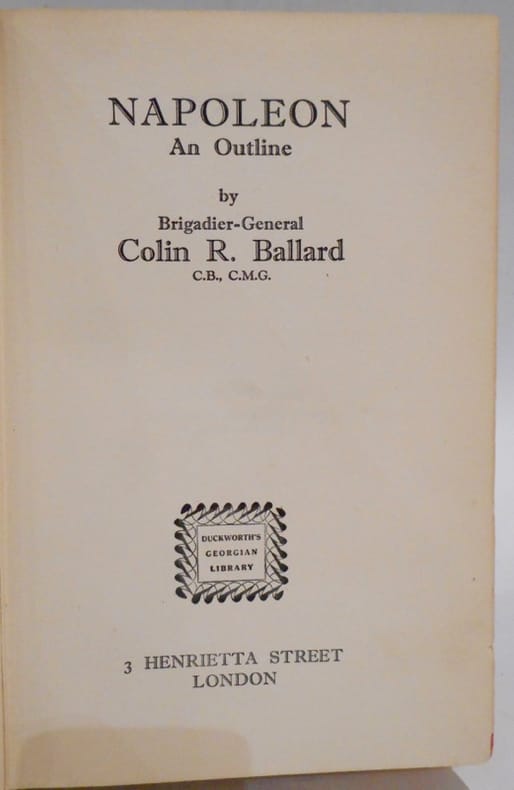 NAPOLEON
An Outline
by
Brigadier-General
Colin R. Ballard
C.B., C.M.G.
DUCKWORTH'S
GEORGIAN
LIBRARY
3 HENRIETTA STREET
LONDON